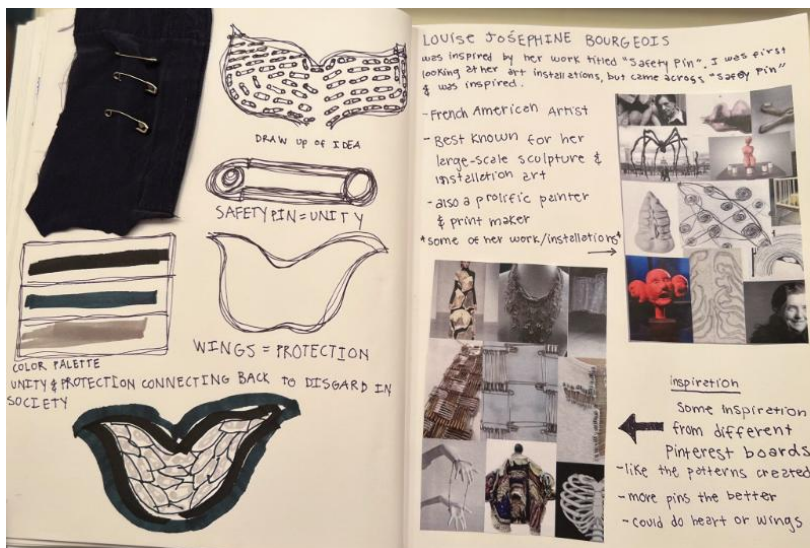 DRAW UP OF IDEA
SAFETY PIN = UNITY
WINGS = PROTECTION
COLOR PALETTE
UNITY & PROTECTION CONNECTING BACK TO DISGARD IN
SOCIETY
LOUISE JOSEPHINE BOURGEOIS
was inspired by her work titled "Safety Pin". I was first
looking at her art installations, but came across "Safety Pin"
& was inspired.
- French American Artist
- Best known for her
large-scale sculpture &
installation art
- also a prolific painter
& print maker
*some of her work/installations*
inspiration
Some inspiration
from different
Pinterest boards
- like the patterns created
- more pins the better
- could do heart or wings